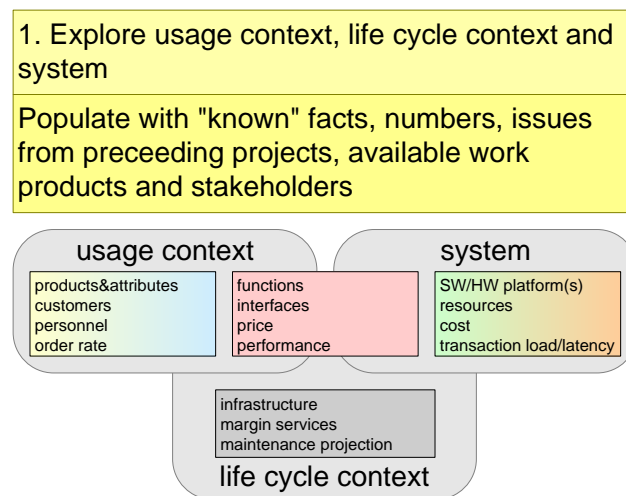 1. Explore usage context, life cycle context and
system
Populate with "known" facts, numbers, issues
from preceeding projects, available work
products and stakeholders
usage context
system
products&attributes
customers
personnel
order rate
functions
interfaces
price
performance
SW/HW platform(s)
resources
cost
transaction load/latency
infrastructure
margin services
maintenance projection
life cycle context